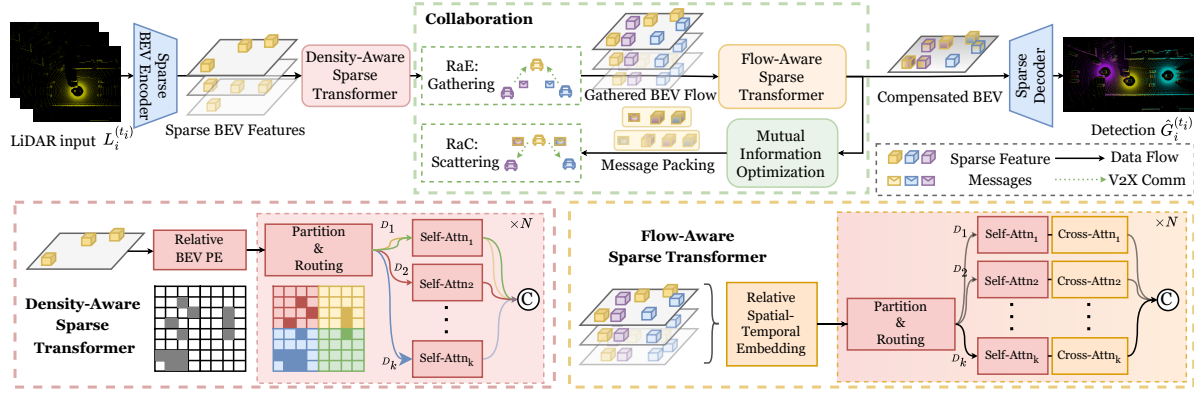 LiDAR input L_i^{(t_i)}
Sparse
BEV Encoder
Sparse BEV Features
Density-Aware
Sparse
Transformer
Collaboration
RaE:
Gathering
Gathered BEV Flow
Flow-Aware
Sparse
Transformer
RaC:
Scattering
Message Packing
Mutual
Information
Optimization
Compensated BEV
Sparse
Decoder
Detection Ĝ_i^{(t_i)}
Sparse Feature
Data Flow
Messages
V2X Comm
Density-Aware
Sparse
Transformer
Relative
BEV PE
Partition
&
Routing
×N
D_1
D_2
D_k
Self-Attn_1
Self-Attn_2
Self-Attn_k
C
Flow-Aware
Sparse Transformer
Relative
Spatial-
Temporal
Embedding
Partition
&
Routing
×N
D_1
D_2
D_k
Self-Attn_1
Cross-Attn_1
Self-Attn_2
Cross-Attn_2
Self-Attn_k
Cross-Attn_k
C